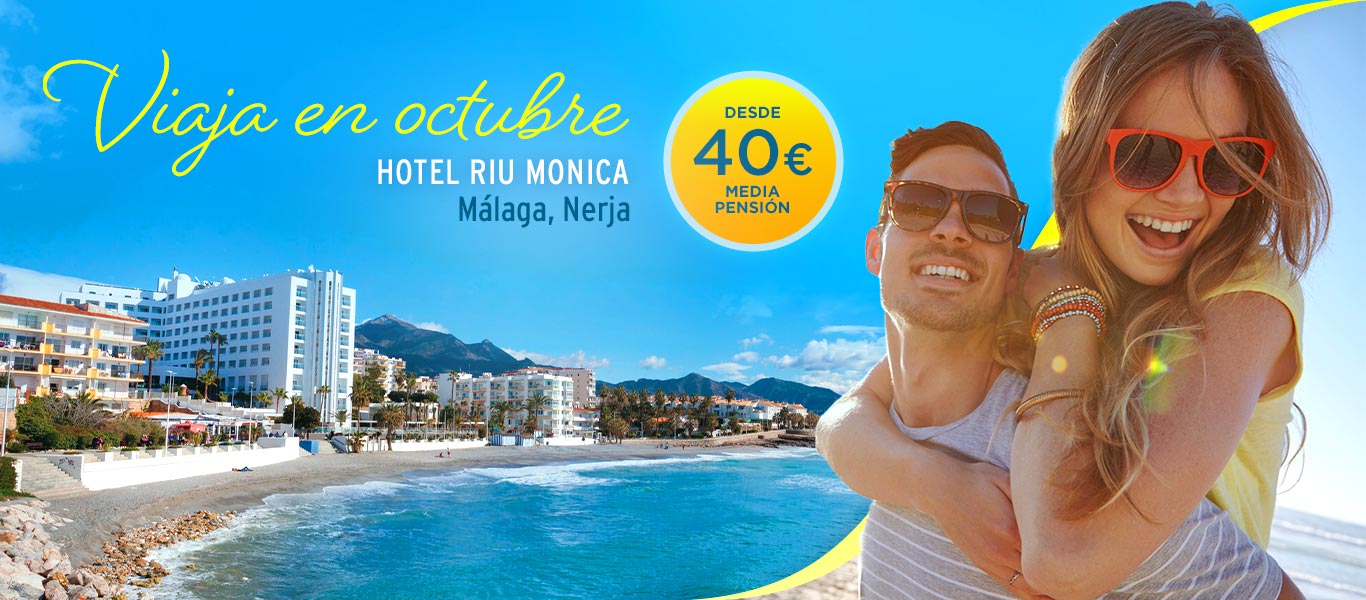 Viaja en octubre
HOTEL RIU MONICA
Málaga, Nerja
DESDE
40€
MEDIA
PENSIÓN